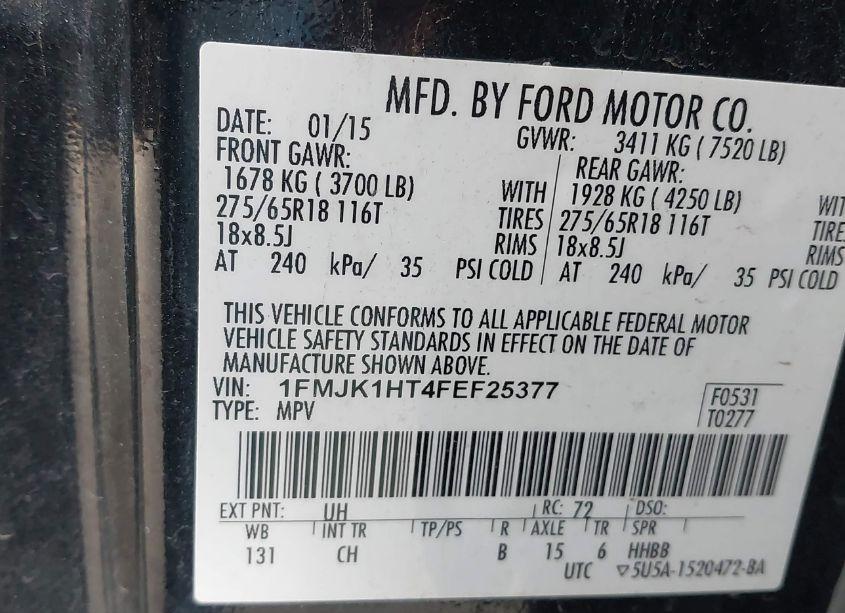 MFD. BY FORD MOTOR CO.
DATE: 01/15 GVWR: 3411 KG ( 7520 LB)
FRONT GAWR: REAR GAWR:
1678 KG ( 3700 LB) WITH 1928 KG ( 4250 LB) WIT
275/65R18 116T TIRES 275/65R18 116T TIRE
18x8.5J RIMS 18x8.5J RIMS
AT 240 kPa/ 35 PSI COLD AT 240 kPa/ 35 PSI COLD
THIS VEHICLE CONFORMS TO ALL APPLICABLE FEDERAL MOTOR
VEHICLE SAFETY STANDARDS IN EFFECT ON THE DATE OF
MANUFACTURE SHOWN ABOVE.
VIN: 1FMJK1HT4FEF25377 F0531
TYPE: MPV T0277
EXT PNT: UH RC: 72 DSO:
WB INT TR TP/PS R AXLE TR SPR
131 CH B 15 6 HHBB
UTC ▽5U5A-1520472-BA